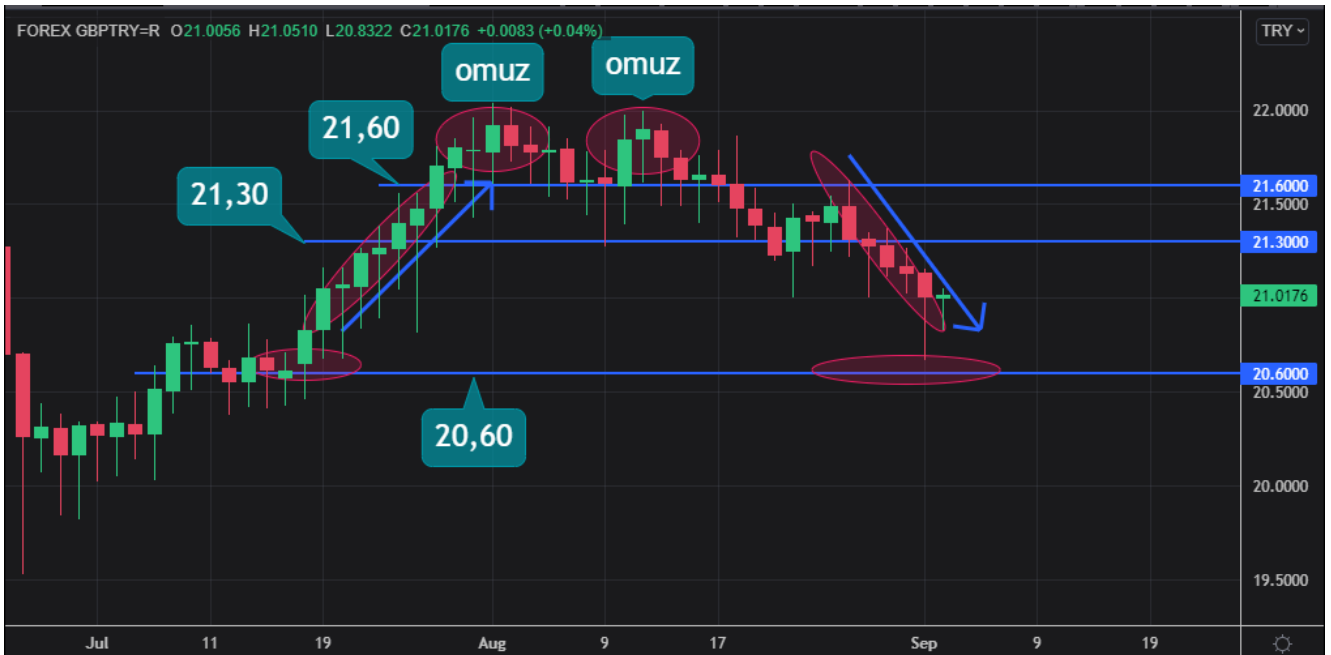 FOREX GBPTRY=R O21.0056 H21.0510 L20.8322 C21.0176 +0.0083 (+0.04%)
TRY
omuz
omuz
22.0000
21,60
21,30
21.6000
21.5000
21.3000
21.0176
20.6000
20.5000
20,60
20.0000
19.5000
Jul 11 19 Aug 9 17 Sep 9 19